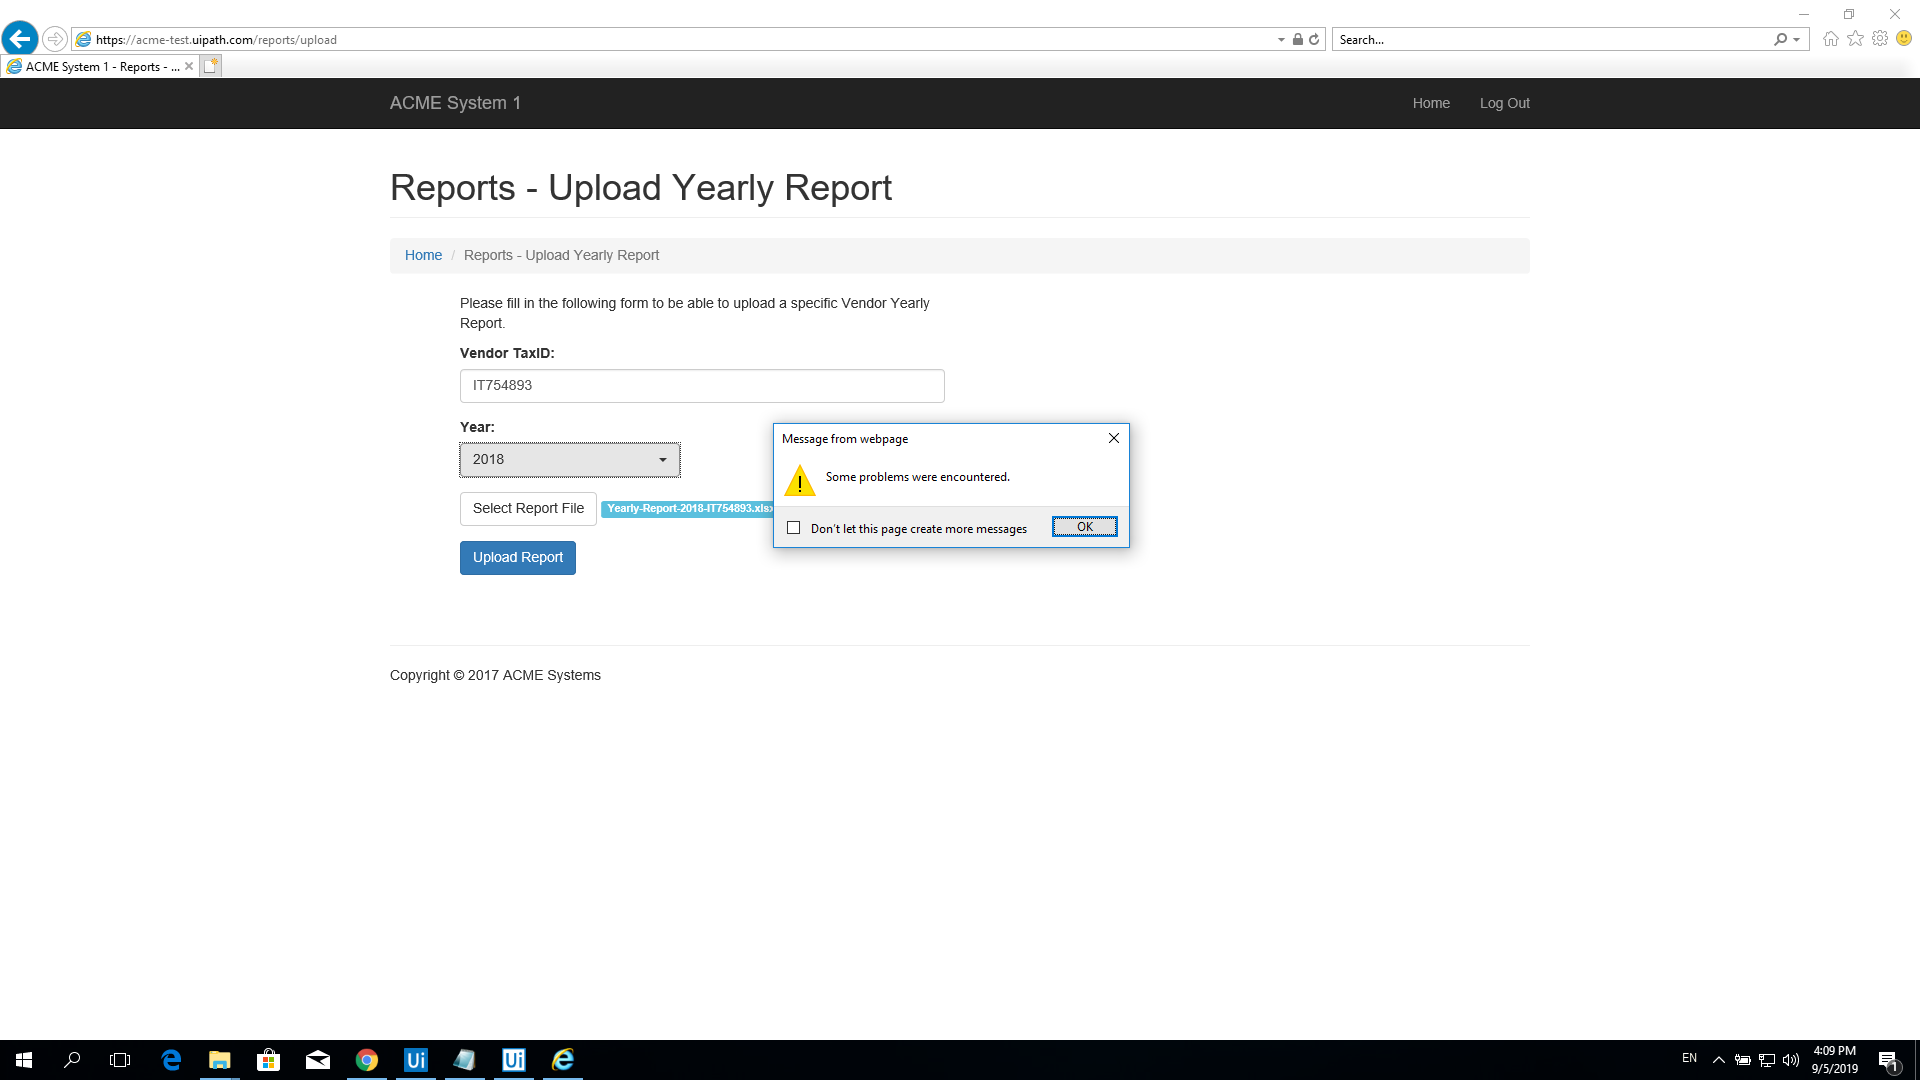 https://acme-test.uipath.com/reports/upload
Search...
ACME System 1 - Reports - ...
ACME System 1
Home
Log Out
Reports - Upload Yearly Report
Home / Reports - Upload Yearly Report
Please fill in the following form to be able to upload a specific Vendor Yearly
Report.
Vendor TaxID:
IT754893
Year:
2018
Select Report File
Yearly-Report-2018-IT754893.xlsx
Upload Report
Message from webpage
Some problems were encountered.
Don't let this page create more messages
OK
Copyright © 2017 ACME Systems
Ui
Ui
EN
4:09 PM
9/5/2019
1